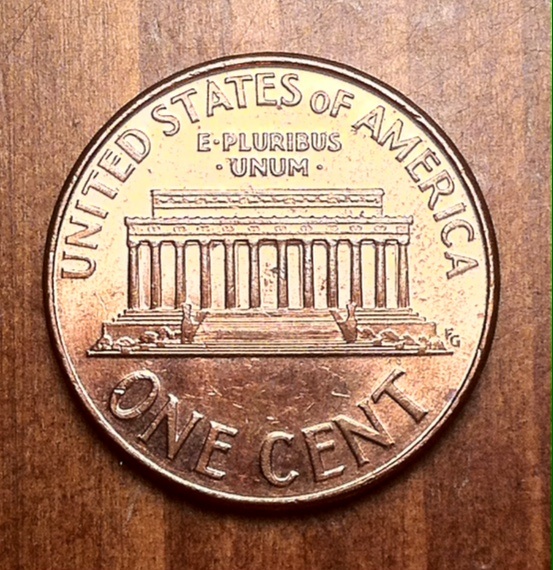 UNITED STATES OF AMERICA
E·PLURIBUS
·UNUM·
FG
ONE CENT